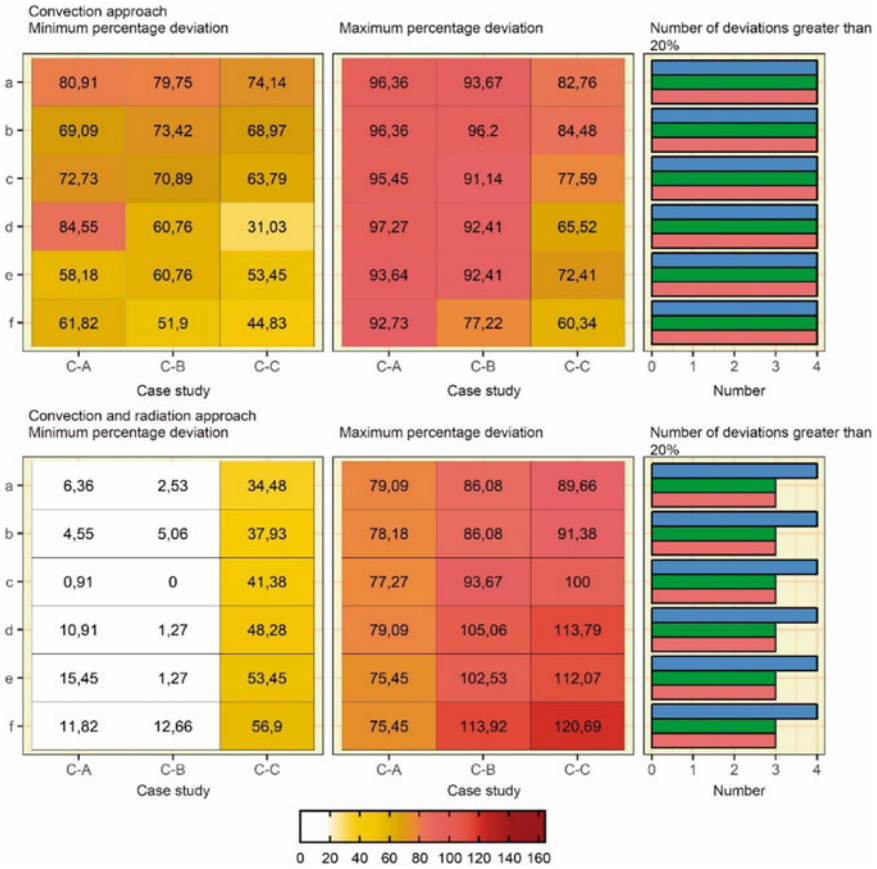 Convection approach
Minimum percentage deviation
Maximum percentage deviation
Number of deviations greater than
20%
a 80,91 79,75 74,14 96,36 93,67 82,76
b 69,09 73,42 68,97 96,36 96.2 84,48
c 72,73 70,89 63,79 95,45 91,14 77,59
d 84,55 60,76 31,03 97,27 92,41 65,52
e 58,18 60,76 53,45 93,64 92,41 72,41
f 61,82 51,9 44,83 92,73 77,22 60,34
C-A C-B C-C C-A C-B C-C 0 1 2 3 4
Case study Case study Number
Convection and radiation approach
Minimum percentage deviation
Maximum percentage deviation
Number of deviations greater than
20%
a 6,36 2,53 34,48 79,09 86,08 89,66
b 4,55 5,06 37,93 78,18 86,08 91,38
c 0,91 0 41,38 77,27 93,67 100
d 10,91 1,27 48,28 79,09 105,06 113,79
e 15,45 1,27 53,45 75,45 102,53 112,07
f 11,82 12,66 56,9 75,45 113,92 120,69
C-A C-B C-C C-A C-B C-C 0 1 2 3 4
Case study Case study Number
0 20 40 60 80 100 120 140 160